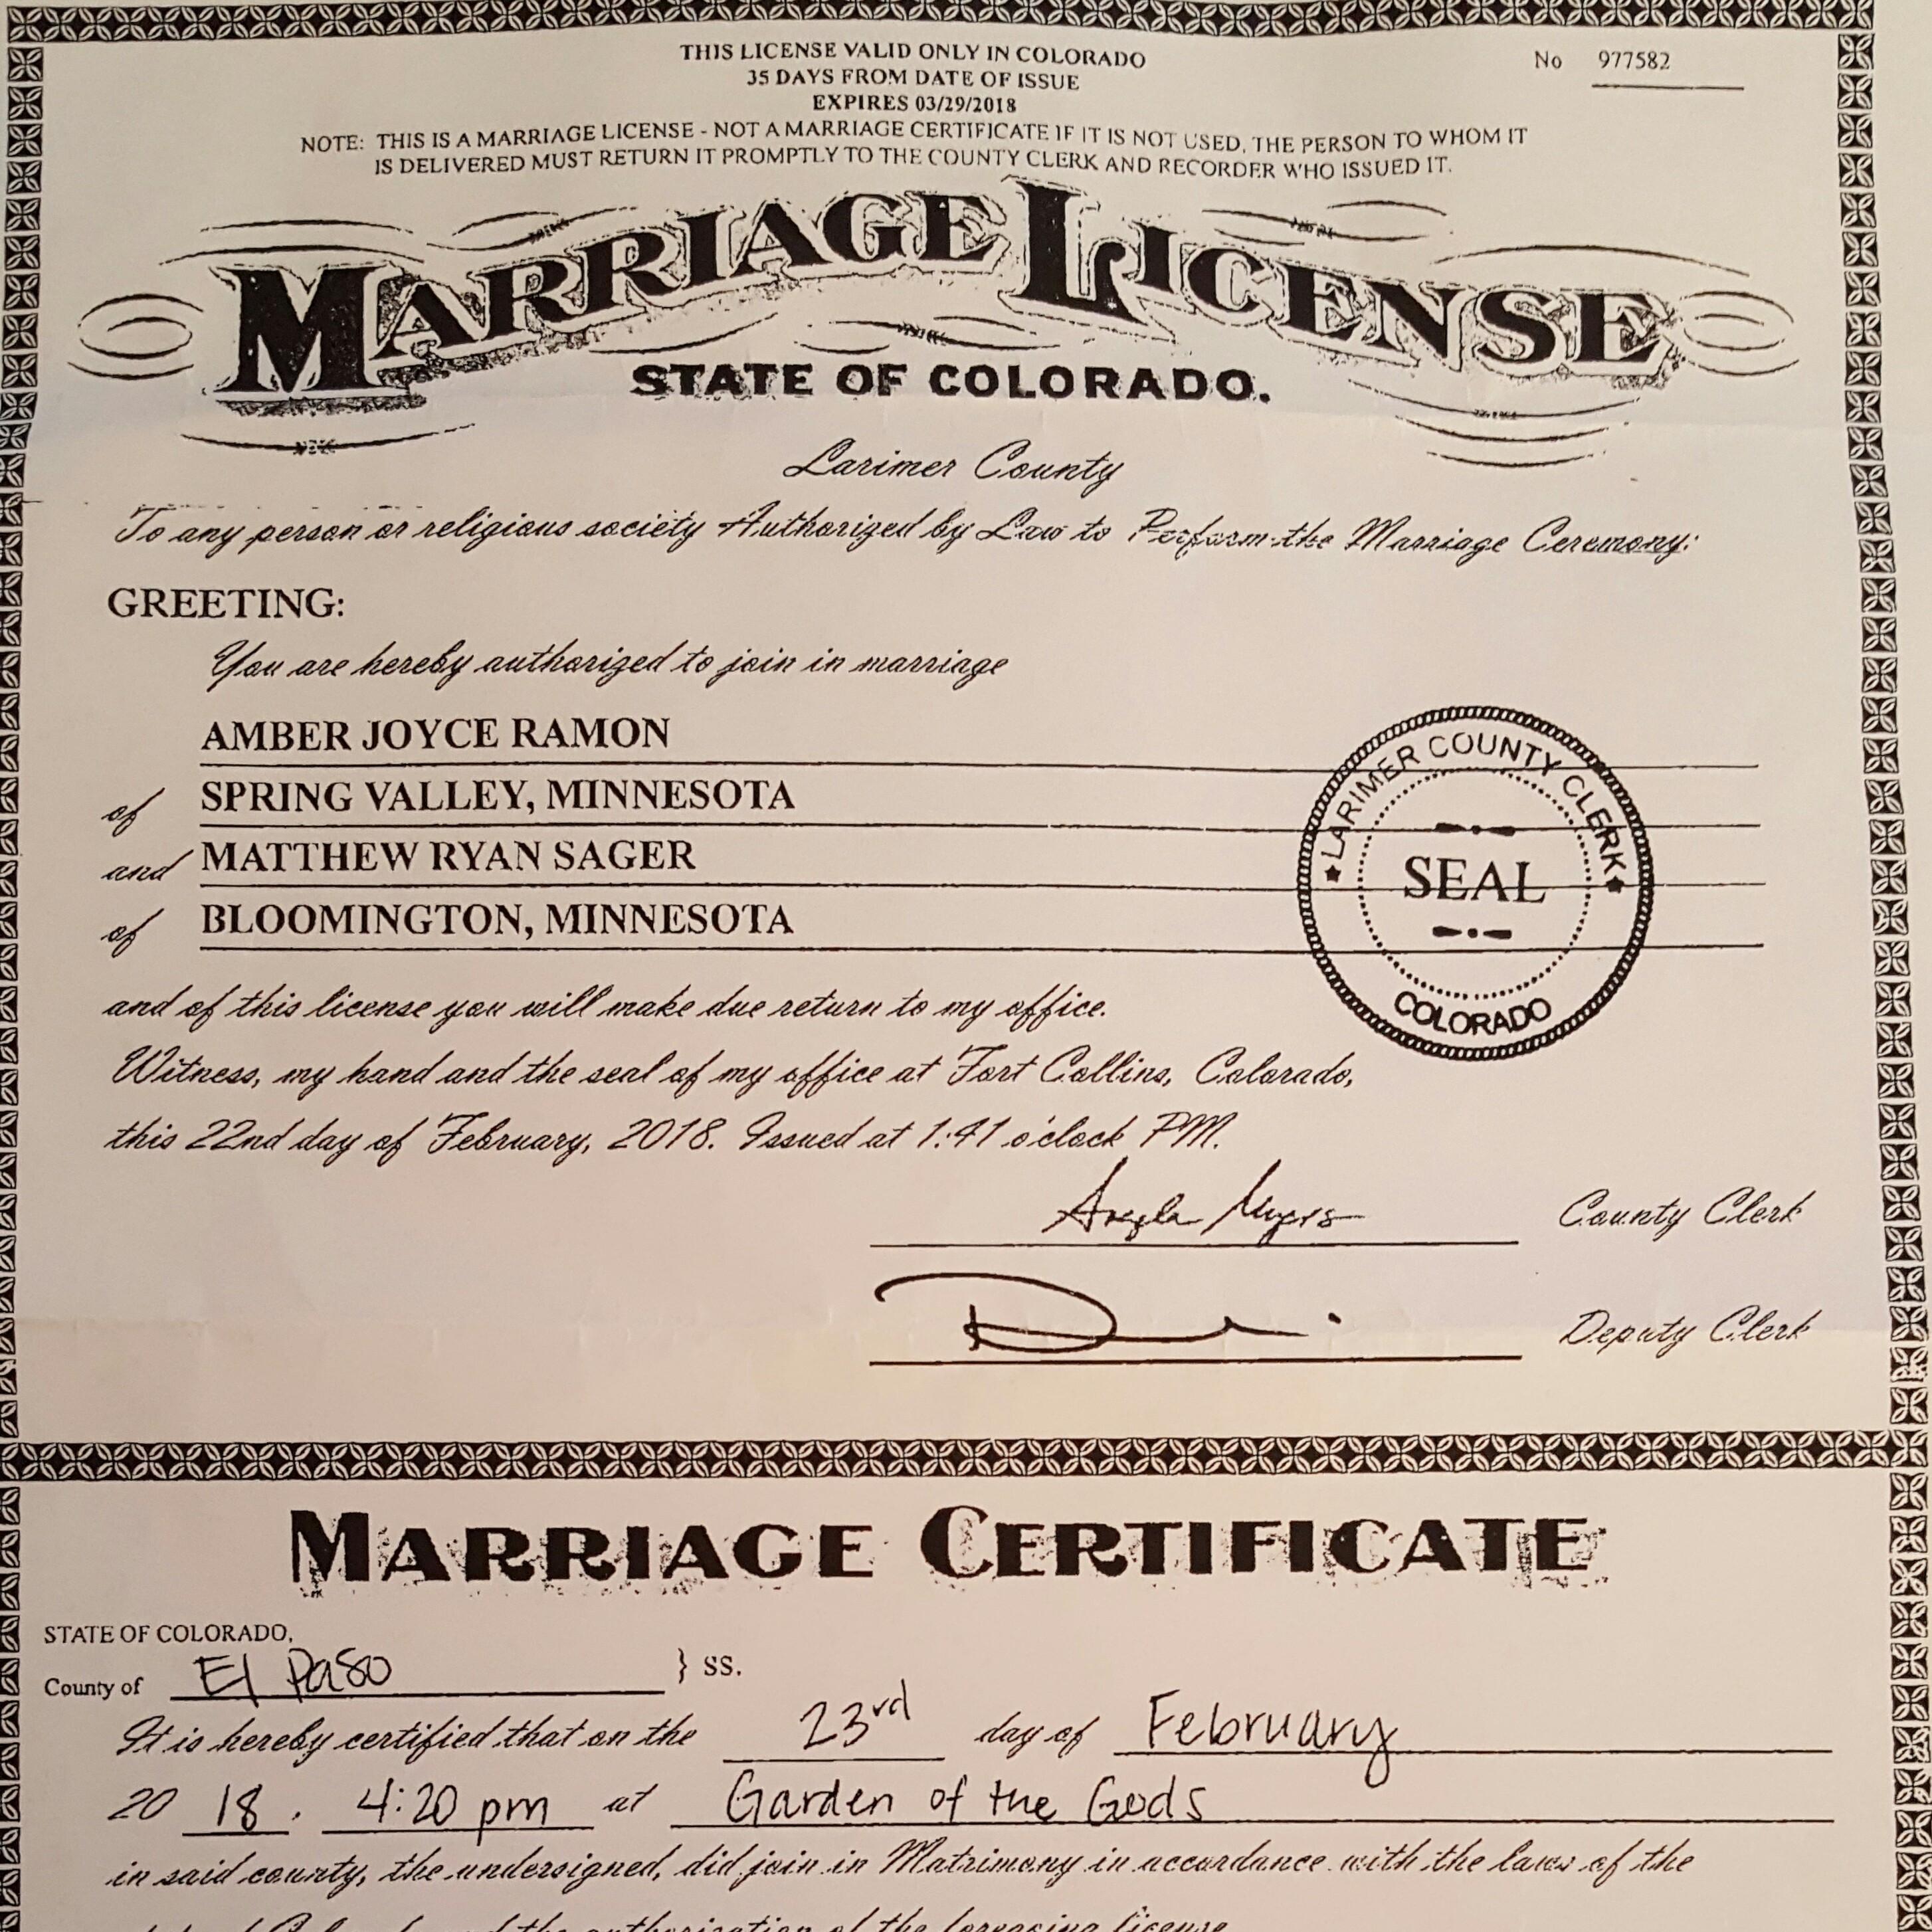 THIS LICENSE VALID ONLY IN COLORADO
No 977582
35 DAYS FROM DATE OF ISSUE
EXPIRES 03/29/2018
NOTE: THIS IS A MARRIAGE LICENSE - NOT A MARRIAGE CERTIFICATE IF IT IS NOT USED, THE PERSON TO WHOM IT
IS DELIVERED MUST RETURN IT PROMPTLY TO THE COUNTY CLERK AND RECORDER WHO ISSUED IT.
MARRIAGE LICENSE
STATE OF COLORADO.
Larimer County
To any person or religious society Authorized by Law to Perform the Marriage Ceremony:
GREETING:
You are hereby authorized to join in marriage
AMBER JOYCE RAMON
of SPRING VALLEY, MINNESOTA
and MATTHEW RYAN SAGER
of BLOOMINGTON, MINNESOTA
LARIMER COUNTY CLERK
SEAL
COLORADO
and of this license you will make due return to my office.
Witness, my hand and the seal of my office at Fort Collins, Colorado,
this 22nd day of February, 2018. Issued at 1:41 o'clock PM.
Angela Myers County Clerk
Deputy Clerk
MARRIAGE CERTIFICATE
STATE OF COLORADO,
County of El Paso } SS.
It is hereby certified that on the 23rd day of February
20 18, 4:20 pm at Garden of the Gods
in said county, the undersigned, did join in Matrimony in accordance with the laws of the
the authorization of the foregoing license